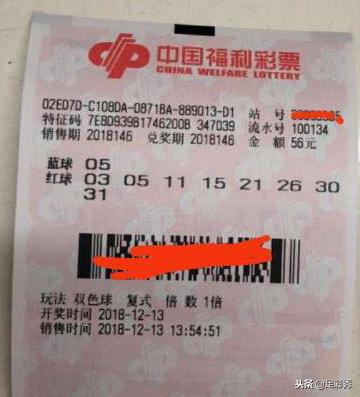 中国福利彩票
CHINA WELFARE LOTTERY
02ED7D-C108DA-0871BA-889013-D1 站 号
特征码 7E8D939B1746200B 347039 流水号 100134
销售期 2018146 兑奖期 2018146 金 额 56元
蓝球 05
红球 03 05 11 15 21 26 30
31
玩法 双色球 复式 倍 数 1倍
开奖时间 2018-12-13
销售时间 2018-12-13 13:54:51
头条 @足彩秀